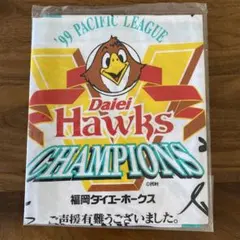 '99 PACIFIC LEAGUE
Daiei
Hawks
CHAMPIONS
福岡ダイエーホークス
ご声援有難うございました。